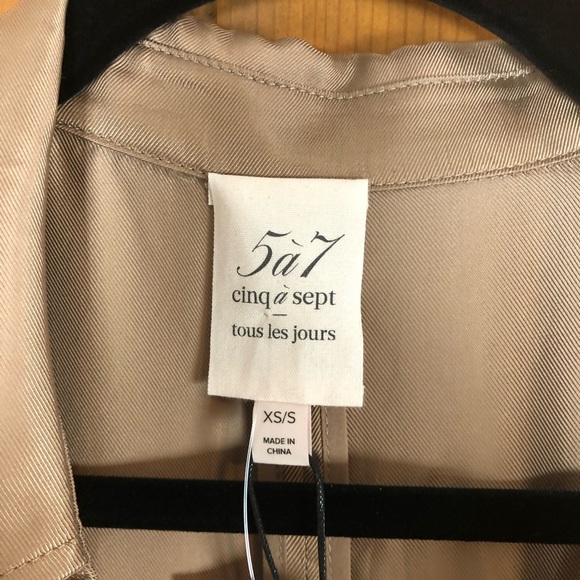 5à7
cinq à sept
tous les jours
XS/S
MADE IN
CHINA